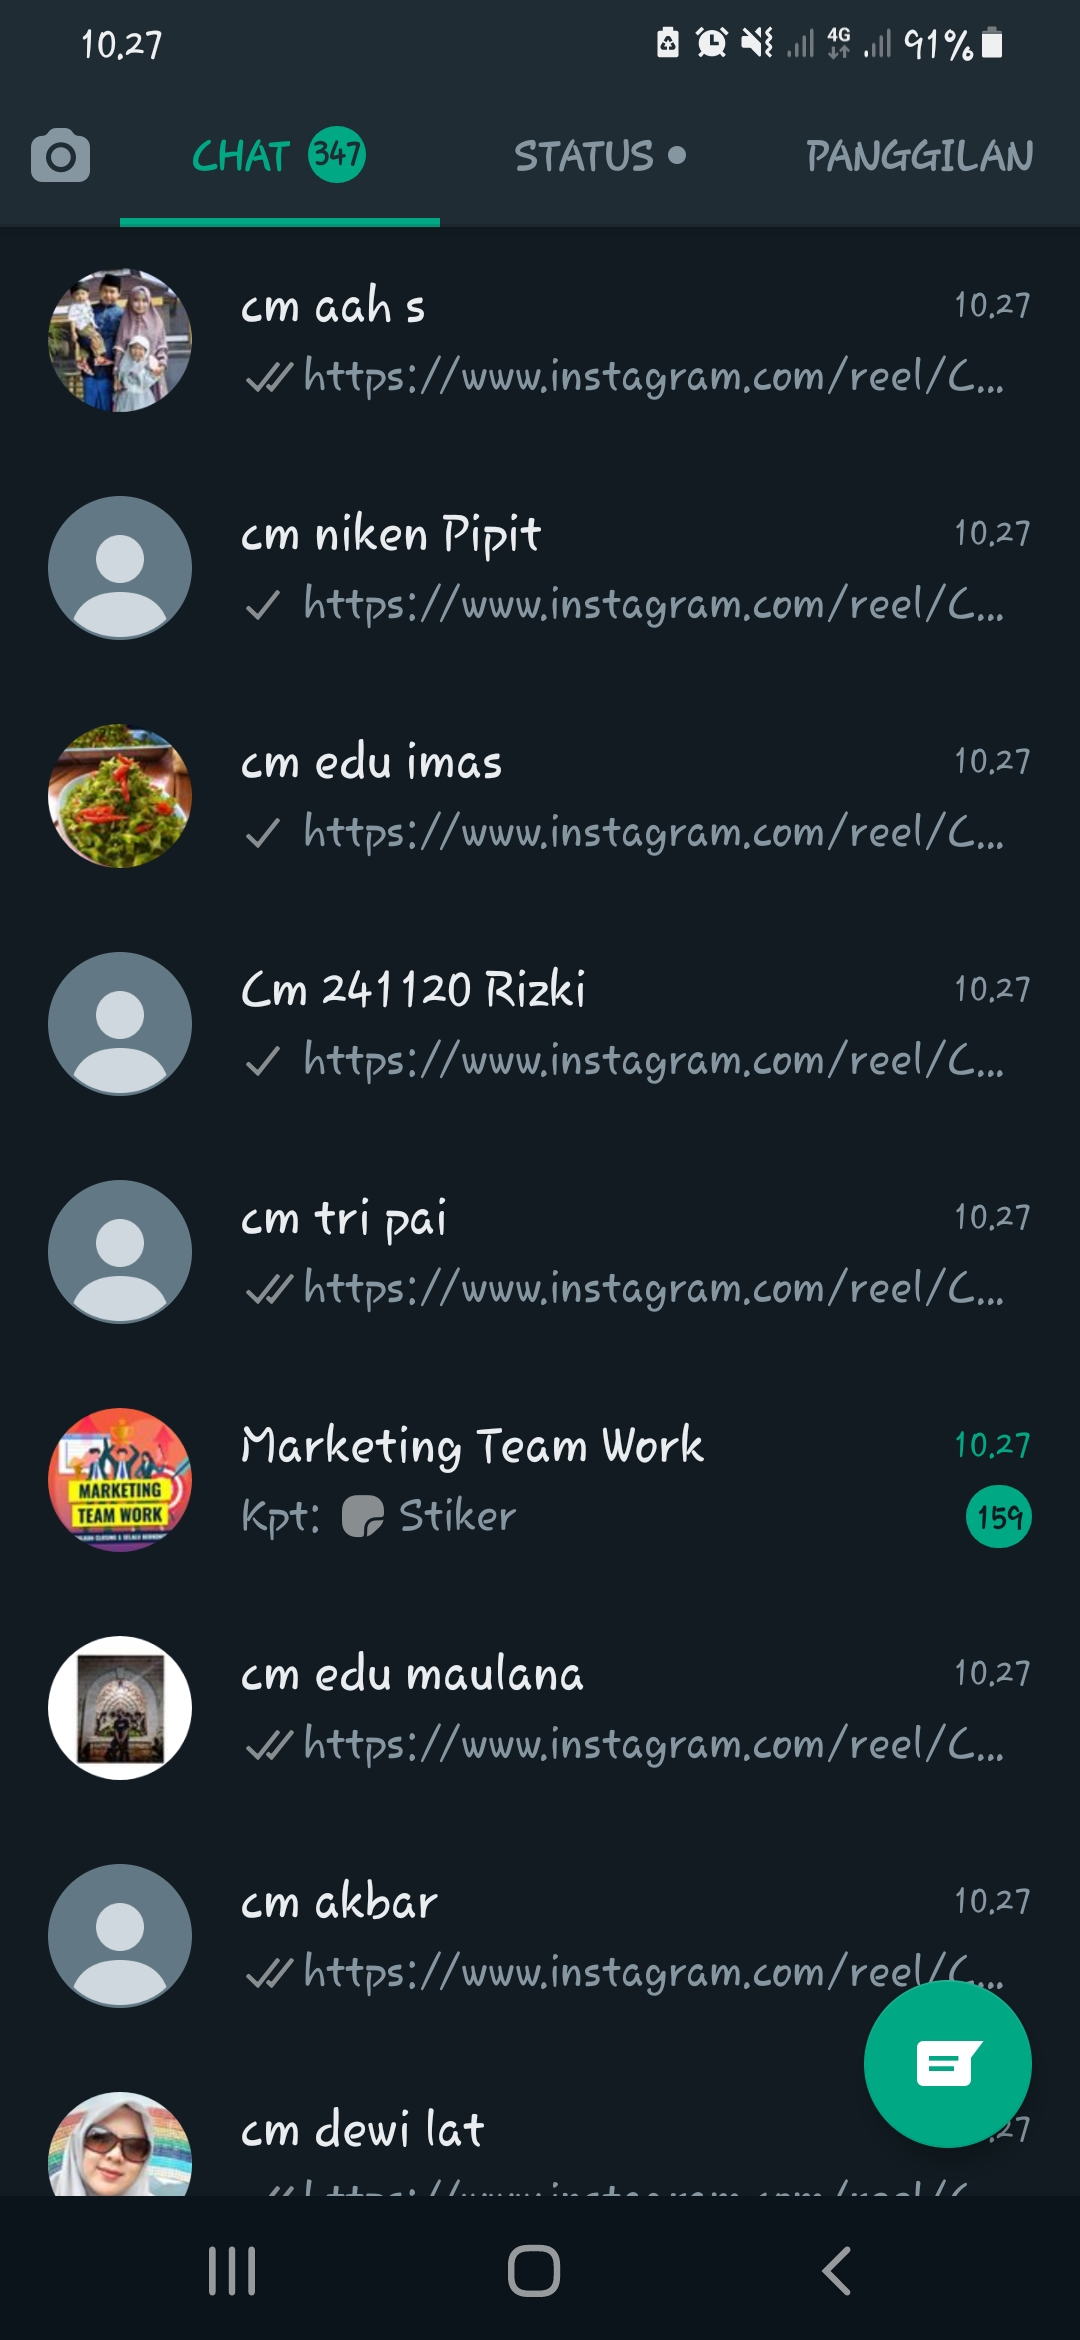 10.27 4G 91%
CHAT 347 STATUS PANGGILAN
cm aah s 10.27
https://www.instagram.com/reel/C...
cm niken Pipit 10.27
https://www.instagram.com/reel/C...
cm edu imas 10.27
https://www.instagram.com/reel/C...
Cm 241120 Rizki 10.27
https://www.instagram.com/reel/C...
cm tri pai 10.27
https://www.instagram.com/reel/C...
Marketing Team Work 10.27
MARKETING
TEAM WORK
Kpt: Stiker 159
cm edu maulana 10.27
https://www.instagram.com/reel/C...
cm akbar 10.27
https://www.instagram.com/reel/C...
cm dewi lat .27